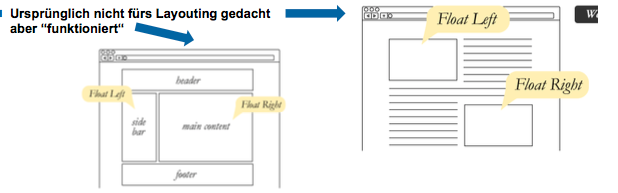 Ursprünglich nicht fürs Layouting gedacht
aber “funktioniert“
header
Float Left
Float Right
side
bar
main content
footer
Float Left
Float Right